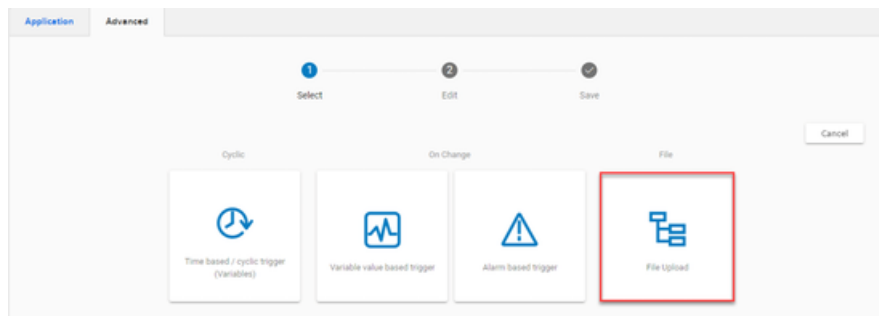 Application Advanced
1 2
Select Edit Save
Cancel
Cyclic On Change File
Time based / cyclic trigger
(Variables)
Variable value based trigger
Alarm based trigger
File Upload